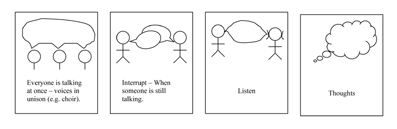 Everyone is talking
at once – voices in
unison (e.g. choir).
Interrupt – When
someone is still
talking.
Listen
Thoughts